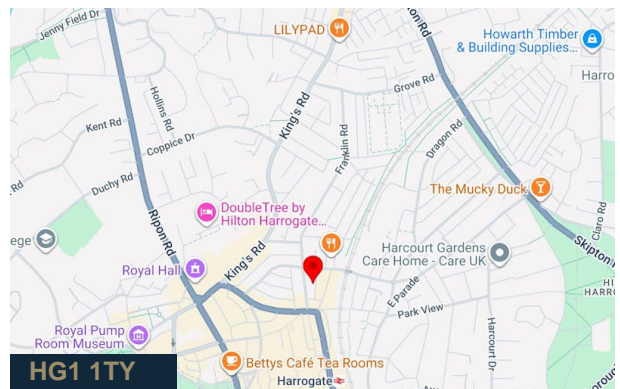 Jenny Field Dr
LILYPAD
Skipton Rd
Howarth Timber
& Building Supplies...
Harro
Grove Rd
Hollins Rd
King's Rd
Kent Rd
Coppice Dr
Franklin Rd
Dragon Rd
Rd
Duchy Rd
The Mucky Duck
DoubleTree by
Hilton Harrogate...
Claro Rd
Ripon Rd
ege
King's Rd
Harcourt Gardens
Care Home - Care UK
Skipton
Royal Hall
E Parade
HARRO
Park View
Royal Pump
Room Museum
Harcourt Dr
Bettys Café Tea Rooms
HG1 1TY
Harrogate